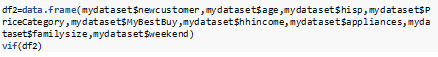 df2=data.frame(mydataset$newcustomer,mydataset$age,mydataset$hisp,mydataset$P
riceCategory,mydataset$MyBestBuy,mydataset$hhincome,mydataset$appliances,myda
taset$familysize,mydataset$weekend)
vif(df2)